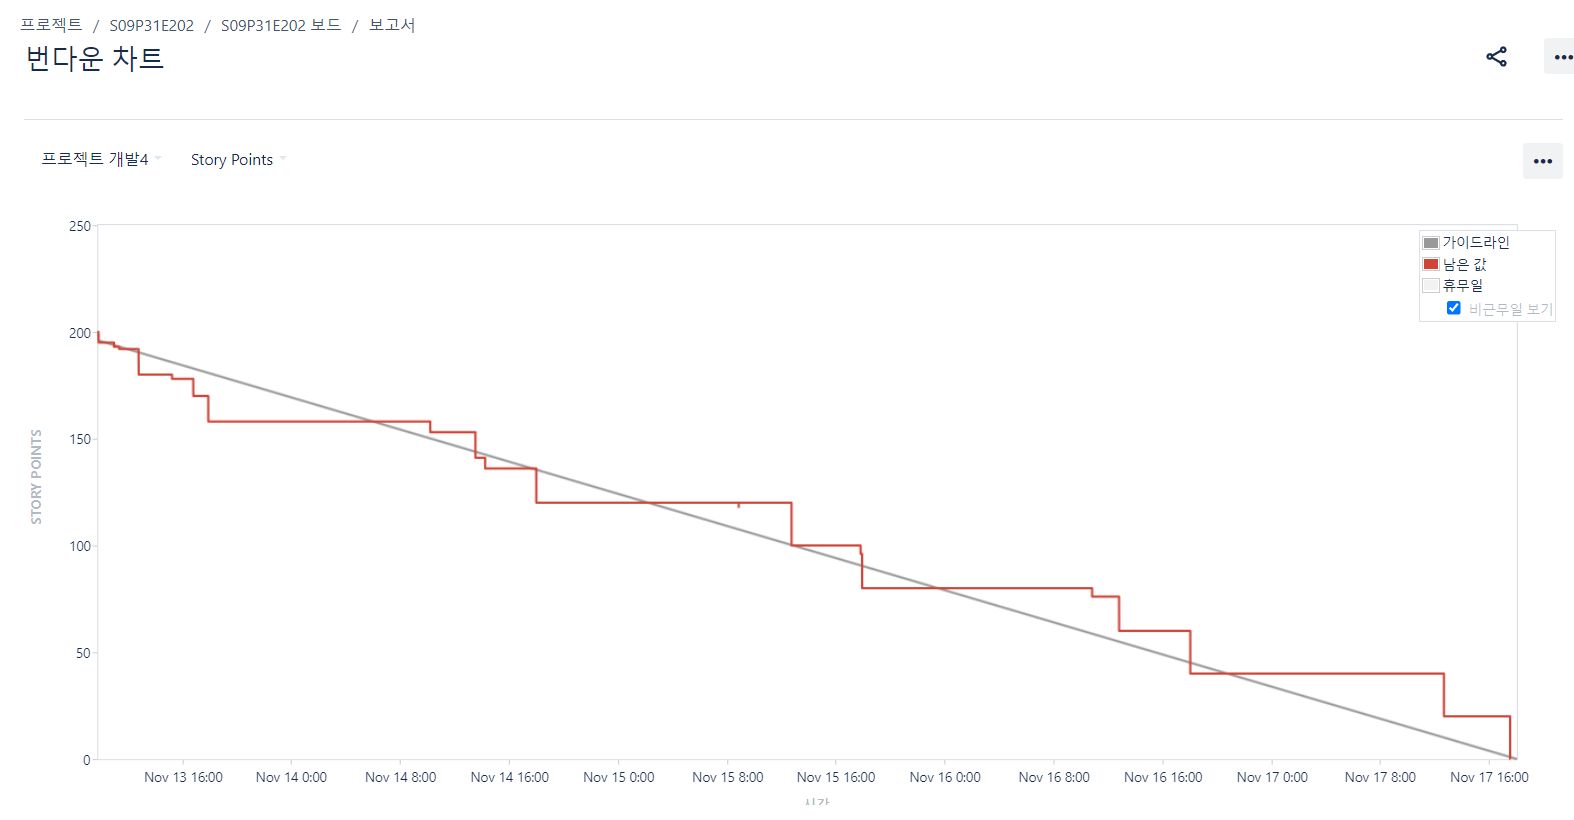 프로젝트 / S09P31E202 / S09P31E202 보드 / 보고서
번다운 차트
프로젝트 개발4 Story Points
250
200
150
100
50
0
STORY POINTS
가이드라인
남은 값
휴무일
비근무일 보기
Nov 13 16:00 Nov 14 0:00 Nov 14 8:00 Nov 14 16:00 Nov 15 0:00 Nov 15 8:00 Nov 15 16:00 Nov 16 0:00 Nov 16 8:00 Nov 16 16:00 Nov 17 0:00 Nov 17 8:00 Nov 17 16:00
시간